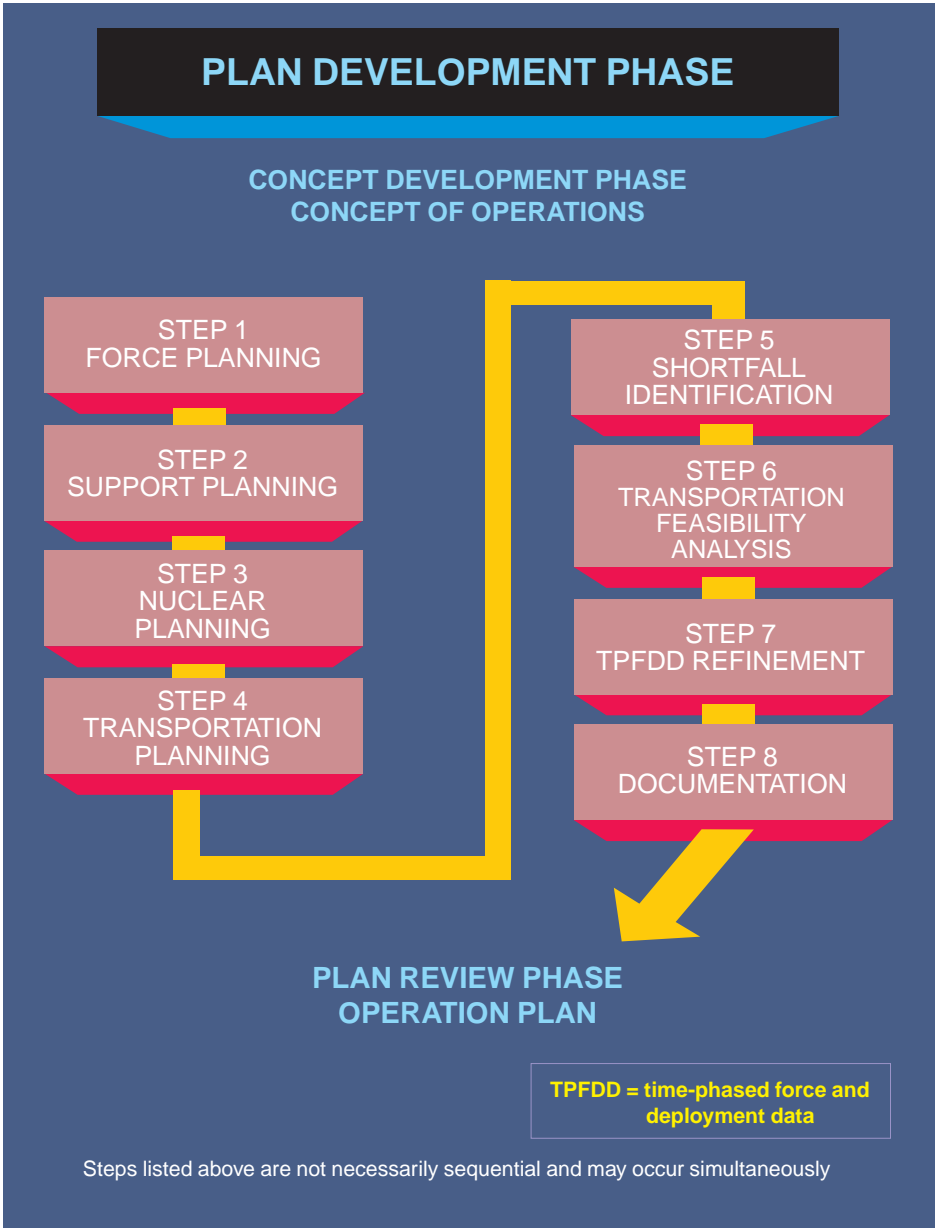 PLAN DEVELOPMENT PHASE
CONCEPT DEVELOPMENT PHASE
CONCEPT OF OPERATIONS
STEP 1
FORCE PLANNING
STEP 2
SUPPORT PLANNING
STEP 3
NUCLEAR
PLANNING
STEP 4
TRANSPORTATION
PLANNING
STEP 5
SHORTFALL
IDENTIFICATION
STEP 6
TRANSPORTATION
FEASIBILITY
ANALYSIS
STEP 7
TPFDD REFINEMENT
STEP 8
DOCUMENTATION
PLAN REVIEW PHASE
OPERATION PLAN
TPFDD = time-phased force and
deployment data
Steps listed above are not necessarily sequential and may occur simultaneously